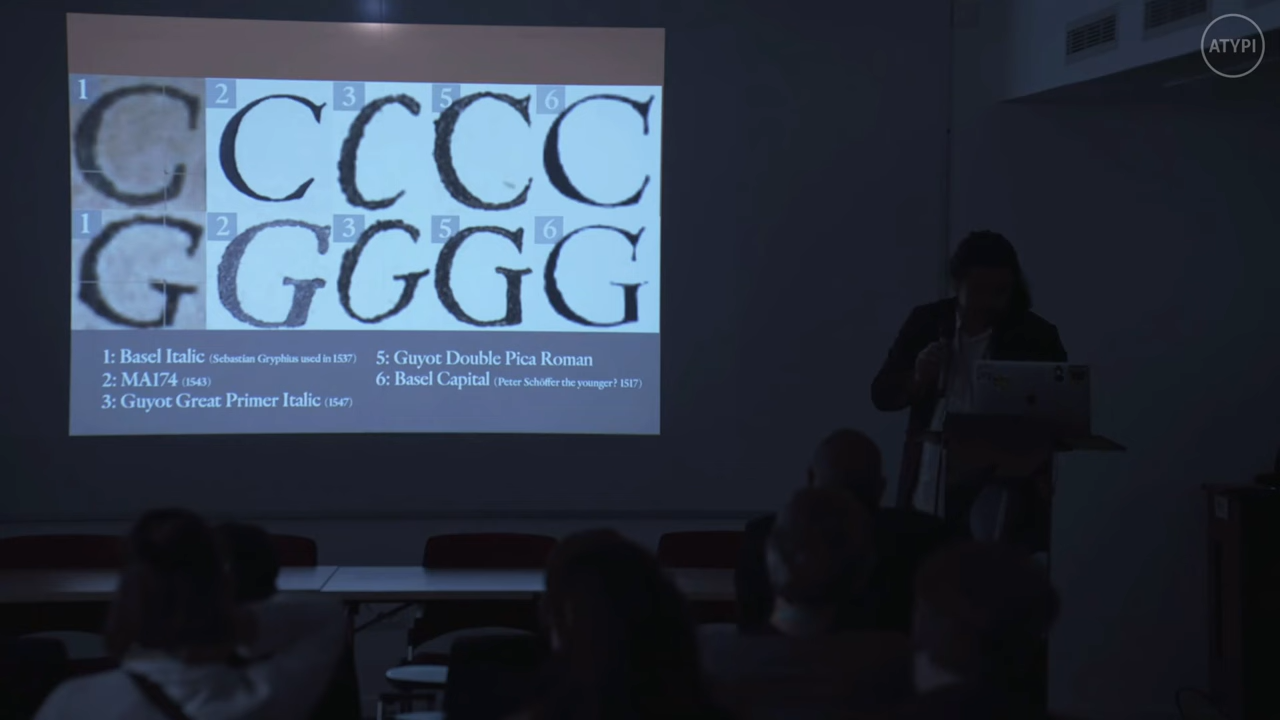 ATYPI
1 2 3 5 6
C C C C C
1 2 3 5 6
G G G G G
1: Basel Italic (Sebastian Gryphius used in 1537)
2: MA174 (1543)
3: Guyot Great Primer Italic (1547)
5: Guyot Double Pica Roman
6: Basel Capital (Peter Schöffer the younger? 1517)